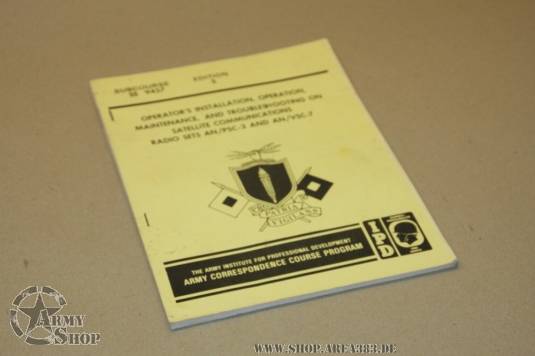 SUBCOURSE EDITION
SS 9437
OPERATOR'S INSTALLATION, OPERATION,
MAINTENANCE, AND TROUBLESHOOTING ON
SATELLITE COMMUNICATIONS
RADIO SETS AN/PSC-3 AND AN/VSC-7
PRO
PATRIA
VIGILANS
THE ARMY INSTITUTE FOR PROFESSIONAL DEVELOPMENT
ARMY CORRESPONDENCE COURSE PROGRAM
IPD
ARMY
SHOP
WWW.SHOP.AREA383.DE